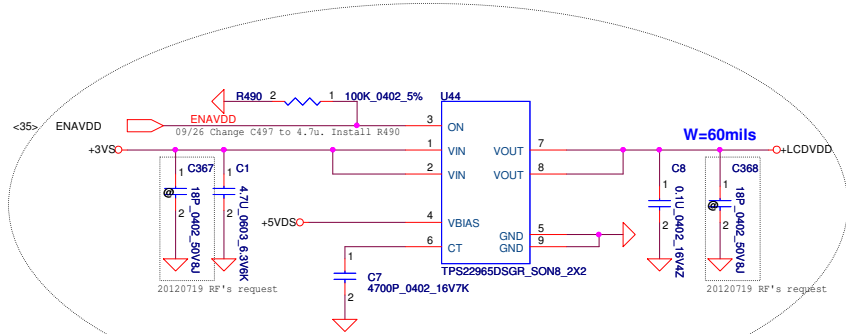 R490 2 1 100K_0402_5% U44
<35> ENAVDD ENAVDD 3 ON
09/26 Change C497 to 4.7u. Install R490
W=60mils
+3VS 1 VIN VOUT 7 +LCDVDD
2 VIN VOUT 8
1 C367 1 C1 1 C8 1 C368
@ 2 18P_0402_50V8J
2 4.7U_0603_6.3V6K
2 0.1U_0402_16V4Z
@ 2 18P_0402_50V8J
+5VDS 4 VBIAS GND 5
6 CT GND 9
TPS22965DSGR_SON8_2X2
1 C7
2 4700P_0402_16V7K
20120719 RF's request
20120719 RF's request